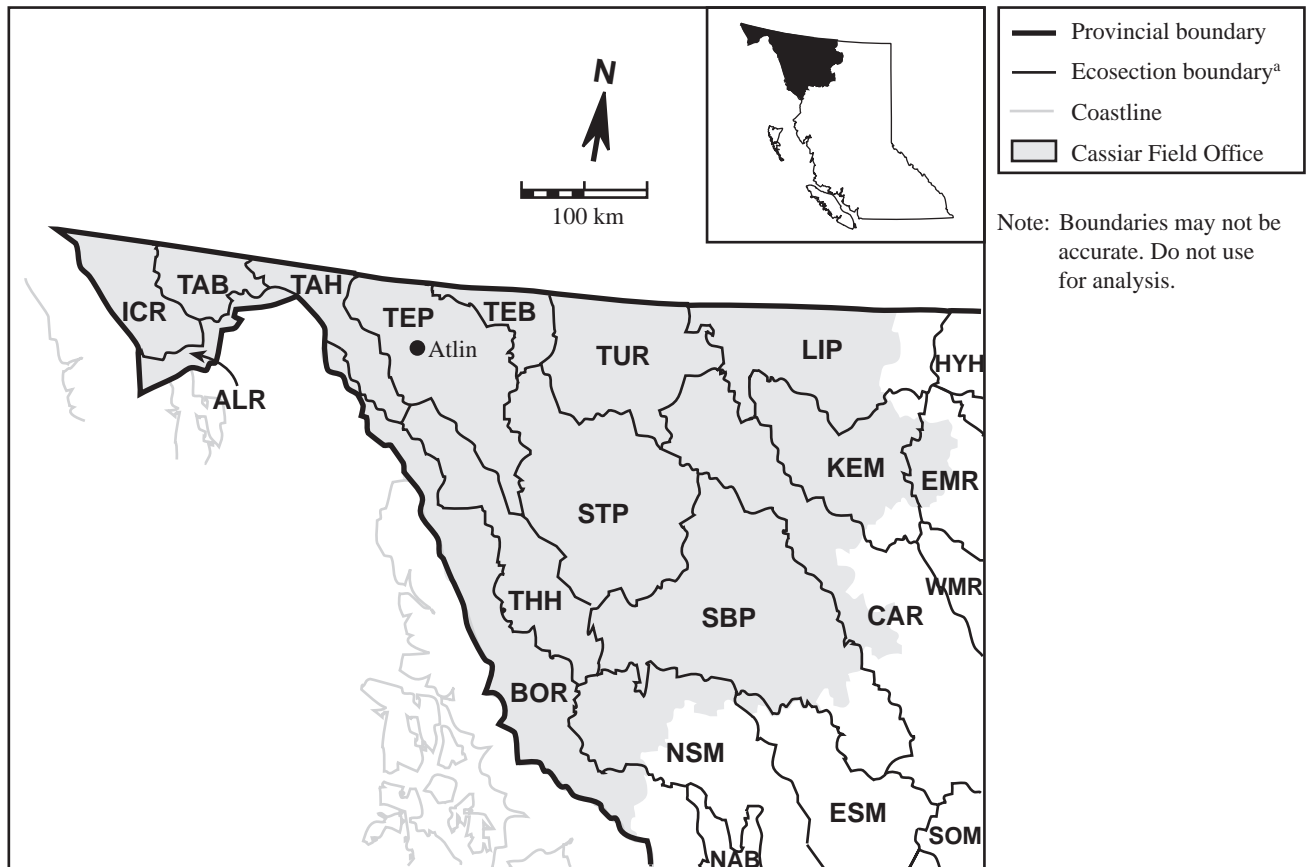 N
100 km
Provincial boundary
Ecosection boundaryᵃ
Coastline
Cassiar Field Office
Note: Boundaries may not be
accurate. Do not use
for analysis.
ICR
TAB
TAH
TEP
TEB
Atlin
TUR
LIP
HYH
ALR
KEM
EMR
STP
THH
SBP
CAR
WMR
BOR
NSM
ESM
SOM
NAB